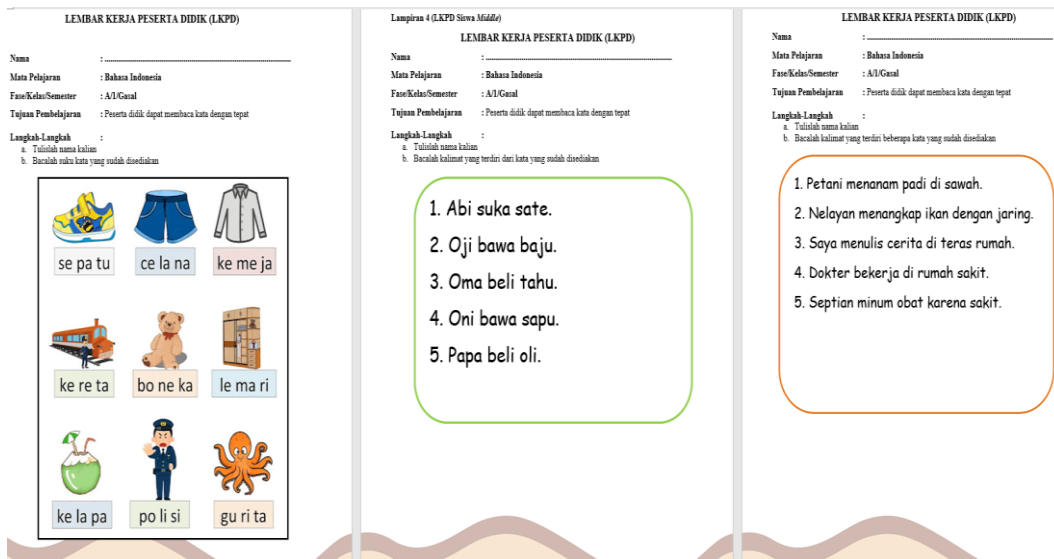 LEMBAR KERJA PESERTA DIDIK (LKPD)
Nama : ....................
Mata Pelajaran : Bahasa Indonesia
Fase/Kelas/Semester : A/1/Gasal
Tujuan Pembelajaran : Peserta didik dapat membaca kata dengan tepat
Langkah-Langkah :
a. Tulislah nama kalian
b. Bacalah suku kata yang sudah disediakan
se pa tu
ce la na
ke me ja
ke re ta
bo ne ka
le ma ri
ke la pa
po li si
gu ri ta
Lampiran 4 (LKPD Siswa Middle)
LEMBAR KERJA PESERTA DIDIK (LKPD)
Nama : ....................
Mata Pelajaran : Bahasa Indonesia
Fase/Kelas/Semester : A/1/Gasal
Tujuan Pembelajaran : Peserta didik dapat membaca kata dengan tepat
Langkah-Langkah :
a. Tulislah nama kalian
b. Bacalah kalimat yang terdiri dari kata yang sudah disediakan
1. Abi suka sate.
2. Oji bawa baju.
3. Oma beli tahu.
4. Oni bawa sapu.
5. Papa beli oli.
LEMBAR KERJA PESERTA DIDIK (LKPD)
Nama : ....................
Mata Pelajaran : Bahasa Indonesia
Fase/Kelas/Semester : A/1/Gasal
Tujuan Pembelajaran : Peserta didik dapat membaca kata dengan tepat
Langkah-Langkah :
a. Tulislah nama kalian
b. Bacalah kalimat yang terdiri beberapa kata yang sudah disediakan
1. Petani menanam padi di sawah.
2. Nelayan menangkap ikan dengan jaring.
3. Saya menulis cerita di teras rumah.
4. Dokter bekerja di rumah sakit.
5. Septian minum obat karena sakit.